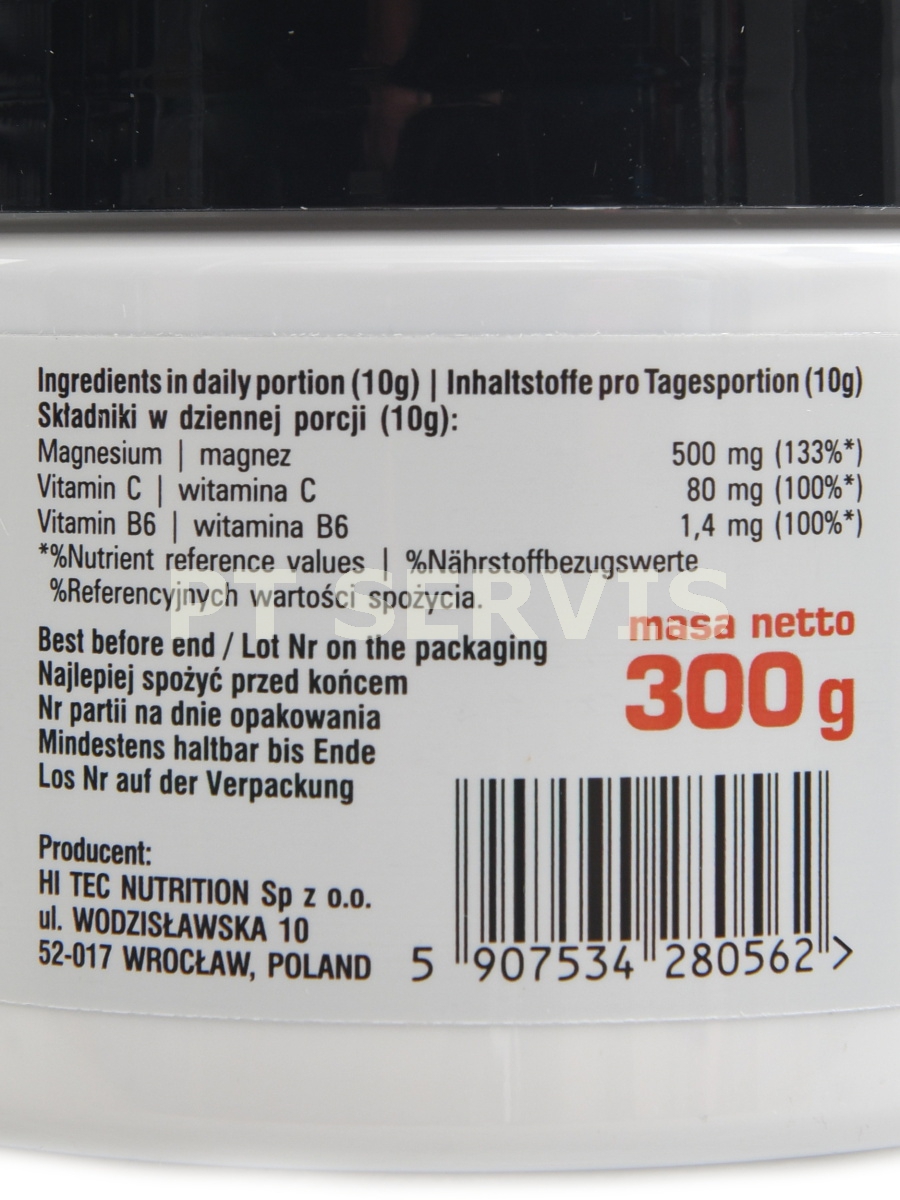 Ingredients in daily portion (10g) | Inhaltstoffe pro Tagesportion (10g)
Składniki w dziennej porcji (10g):
Magnesium | magnez 500 mg (133%*)
Vitamin C | witamina C 80 mg (100%*)
Vitamin B6 | witamina B6 1,4 mg (100%*)
*%Nutrient reference values | %Nährstoffbezugswerte
%Referencyjnych wartości spożycia.
PT SERVIS
masa netto
300 g
Best before end / Lot Nr on the packaging
Najlepiej spożyć przed końcem
Nr partii na dnie opakowania
Mindestens haltbar bis Ende
Los Nr auf der Verpackung
Producent:
HI TEC NUTRITION Sp z o.o.
ul. WODZISŁAWSKA 10
52-017 WROCŁAW, POLAND
5 907534 280562 >